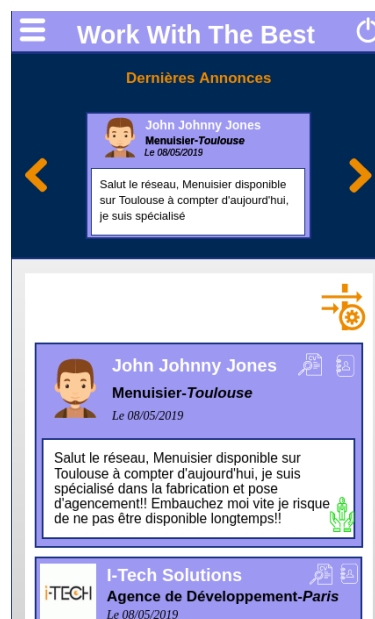 Work With The Best
Dernières Annonces
John Johnny Jones
Menuisier-Toulouse
Le 08/05/2019
Salut le réseau, Menuisier disponible
sur Toulouse à compter d'aujourd'hui,
je suis spécialisé
John Johnny Jones
Menuisier-Toulouse
Le 08/05/2019
Salut le réseau, Menuisier disponible sur
Toulouse à compter d'aujourd'hui, je suis
spécialisé dans la fabrication et pose
d'agencement!! Embauchez moi vite je risque
de ne pas être disponible longtemps!!
i-TECH
I-Tech Solutions
Agence de Développement-Paris
Le 08/05/2019